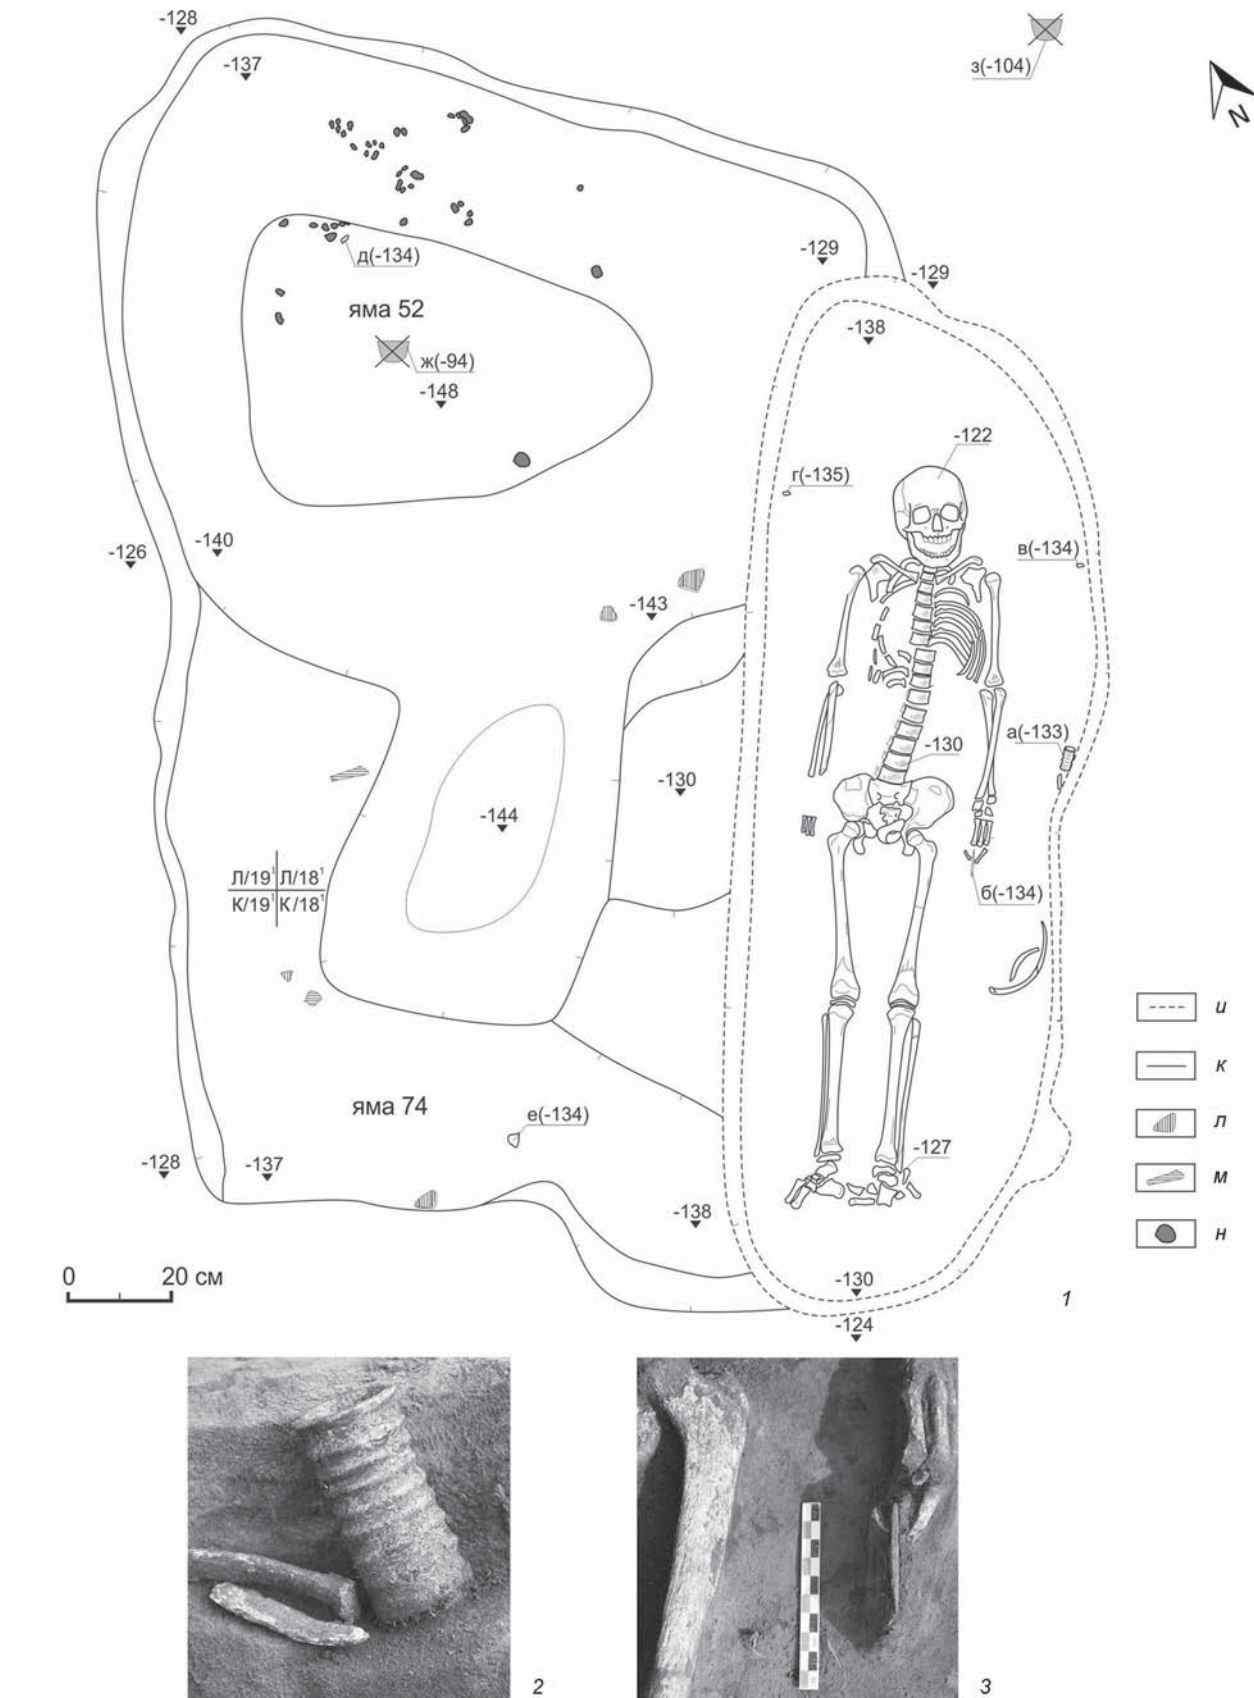 -128
з(-104)
-137
N
д(-134)
-129
-129
яма 52
-138
ж(-94)
-148
-122
г(-135)
-126
-140
в(-134)
-143
а(-133)
-130
-130
-144
Л/19¹ Л/18¹
К/19¹ К/18¹
б(-134)
и
к
яма 74
е(-134)
л
-128
-137
-127
м
-138
н
0 20 см
-130
1
-124
2
3